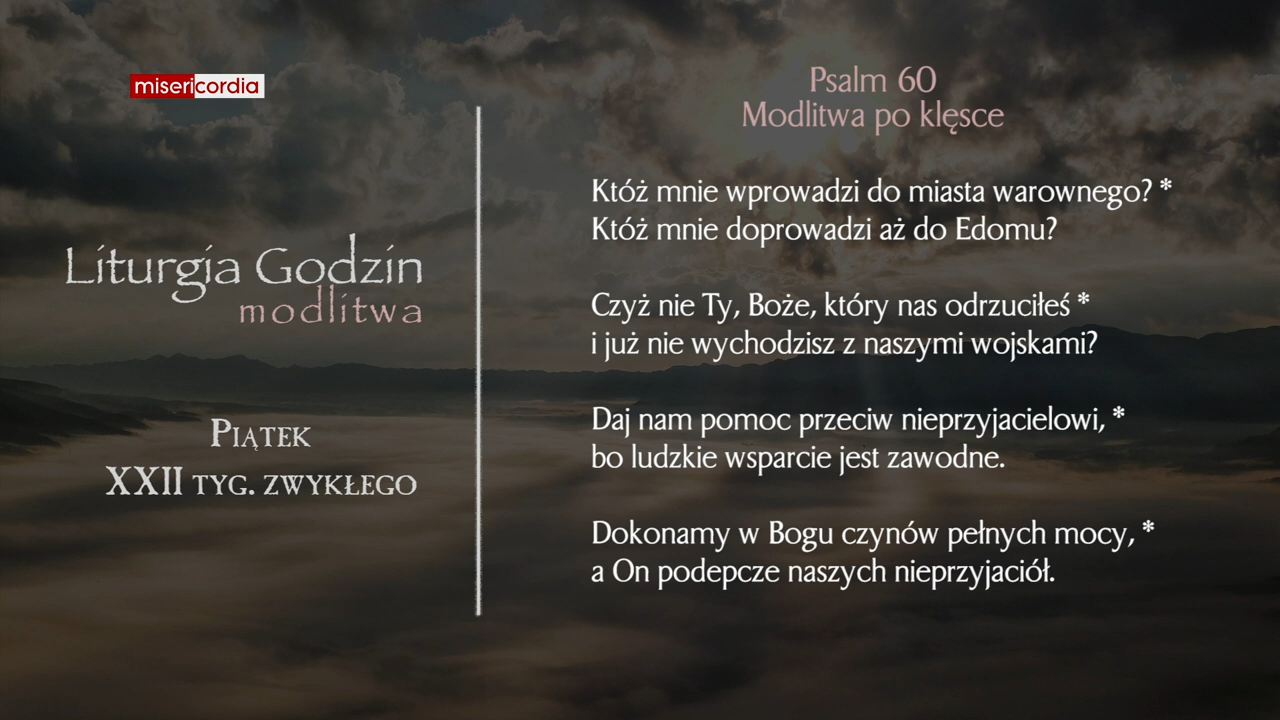 misericordia
Liturgia Godzin
modlitwa
Piątek
XXII tyg. zwykłego
Psalm 60
Modlitwa po klęsce
Któż mnie wprowadzi do miasta warownego? *
Któż mnie doprowadzi aż do Edomu?
Czyż nie Ty, Boże, który nas odrzuciłeś *
i już nie wychodzisz z naszymi wojskami?
Daj nam pomoc przeciw nieprzyjacielowi, *
bo ludzkie wsparcie jest zawodne.
Dokonamy w Bogu czynów pełnych mocy, *
a On podepcze naszych nieprzyjaciół.